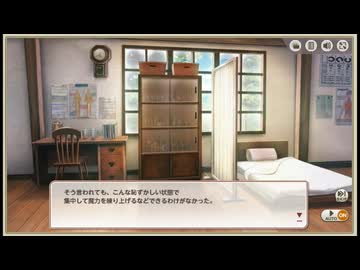 そう言われても、こんな恥ずかしい状態で
集中して魔力を練り上げるなどできるわけがなかった。
AUTO ON